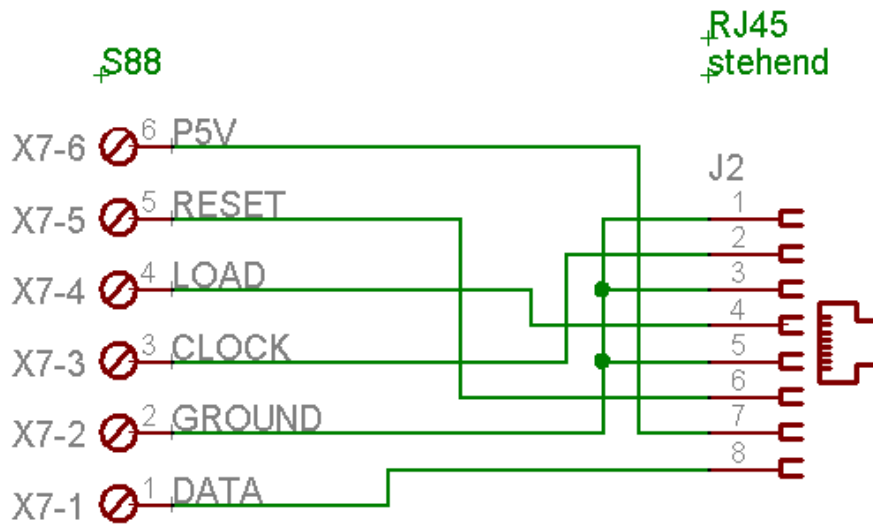 S88
RJ45
stehend
X7-6 6 P5V
X7-5 5 RESET
X7-4 4 LOAD
X7-3 3 CLOCK
X7-2 2 GROUND
X7-1 1 DATA
J2
1
2
3
4
5
6
7
8